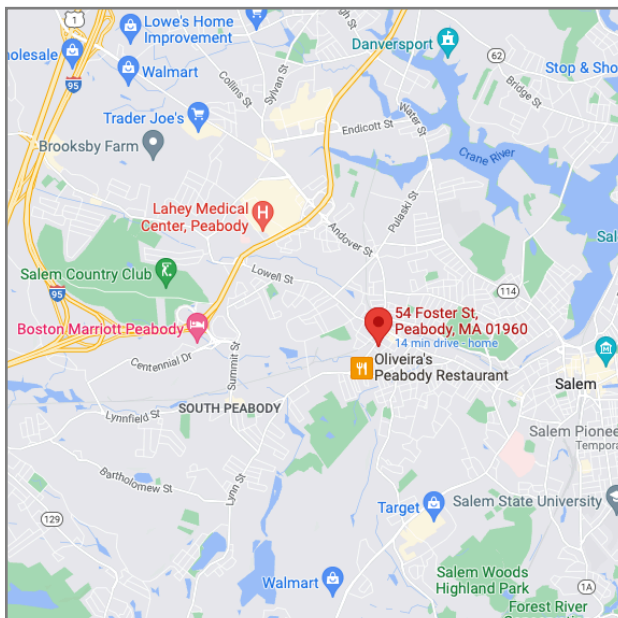 1
Lowe's Home
Improvement
Danversport
62
olesale
95
Walmart
Collins St
Sylvan St
Bridge St
Stop & Sho
Trader Joe's
Water St
Endicott St
Brooksby Farm
Crane River
Lahey Medical
Center, Peabody
Pulaski St
Andover St
Sal
Salem Country Club
Lowell St
95
114
Boston Marriott Peabody
54 Foster St,
Peabody, MA 01960
14 min drive - home
Centennial Dr
Summit St
Oliveira's
Peabody Restaurant
Salem
SOUTH PEABODY
Lynnfield St
Salem Pionee
Tempora
Bartholomew St
Lynn St
Salem State University
Target
129
Walmart
Salem Woods
Highland Park
1A
Forest River